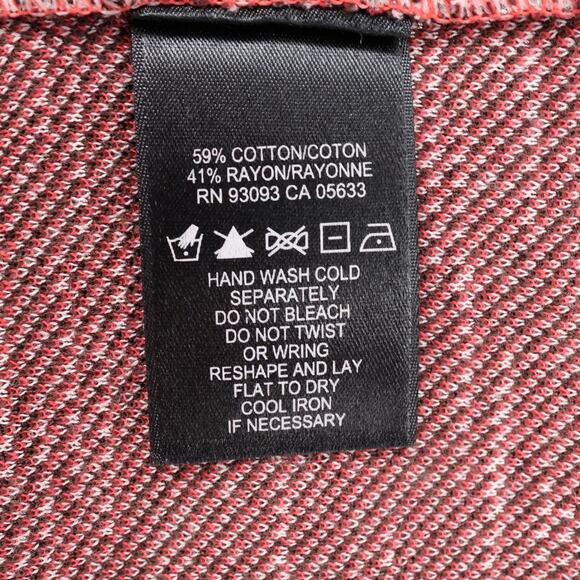 59% COTTON/COTON
41% RAYON/RAYONNE
RN 93093 CA 05633
HAND WASH COLD
SEPARATELY
DO NOT BLEACH
DO NOT TWIST
OR WRING
RESHAPE AND LAY
FLAT TO DRY
COOL IRON
IF NECESSARY